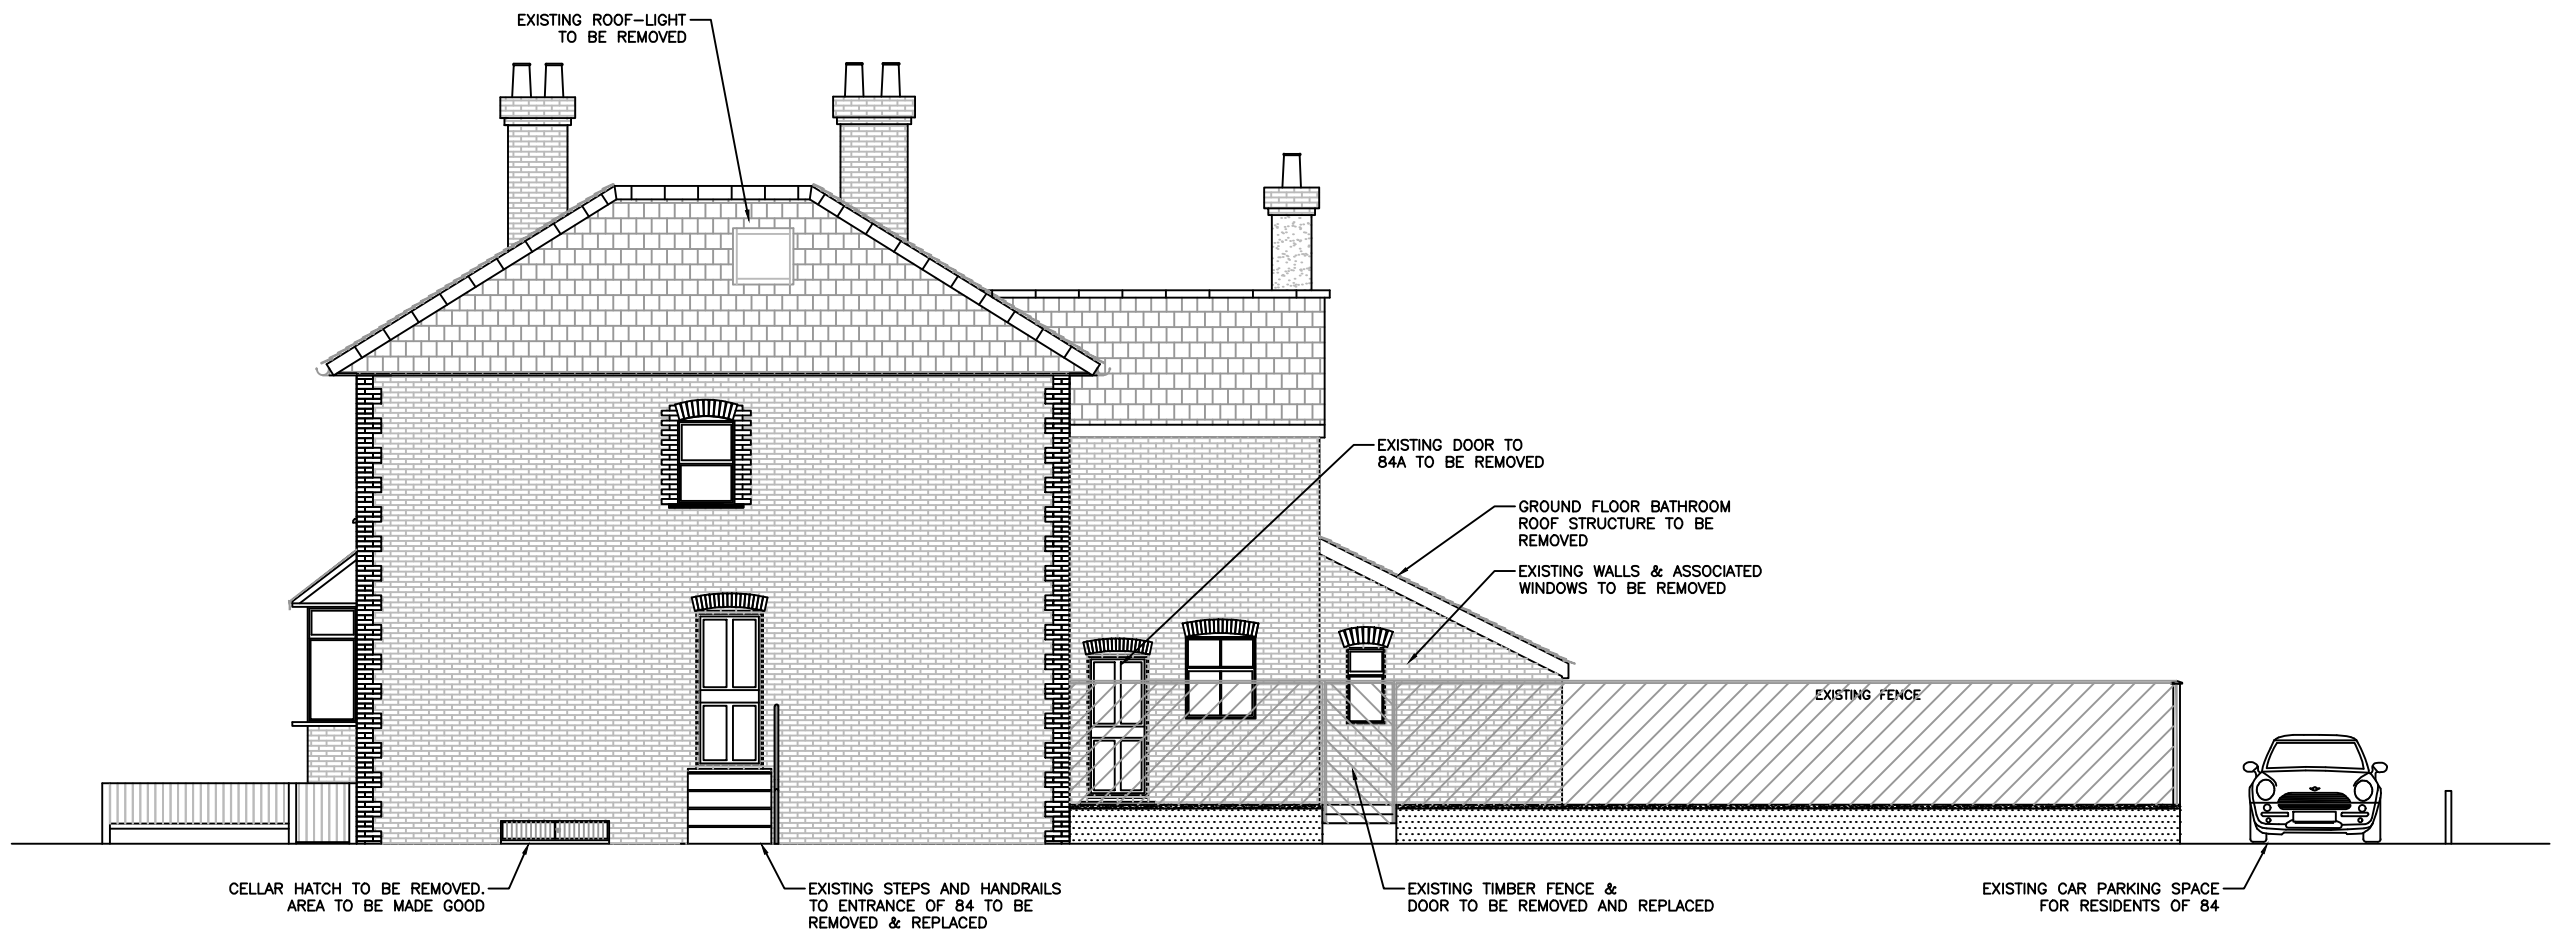 EXISTING ROOF-LIGHT
TO BE REMOVED
EXISTING DOOR TO
84A TO BE REMOVED
GROUND FLOOR BATHROOM
ROOF STRUCTURE TO BE
REMOVED
EXISTING WALLS & ASSOCIATED
WINDOWS TO BE REMOVED
EXISTING FENCE
CELLAR HATCH TO BE REMOVED.
AREA TO BE MADE GOOD
EXISTING STEPS AND HANDRAILS
TO ENTRANCE OF 84 TO BE
REMOVED & REPLACED
EXISTING TIMBER FENCE &
DOOR TO BE REMOVED AND REPLACED
EXISTING CAR PARKING SPACE
FOR RESIDENTS OF 84